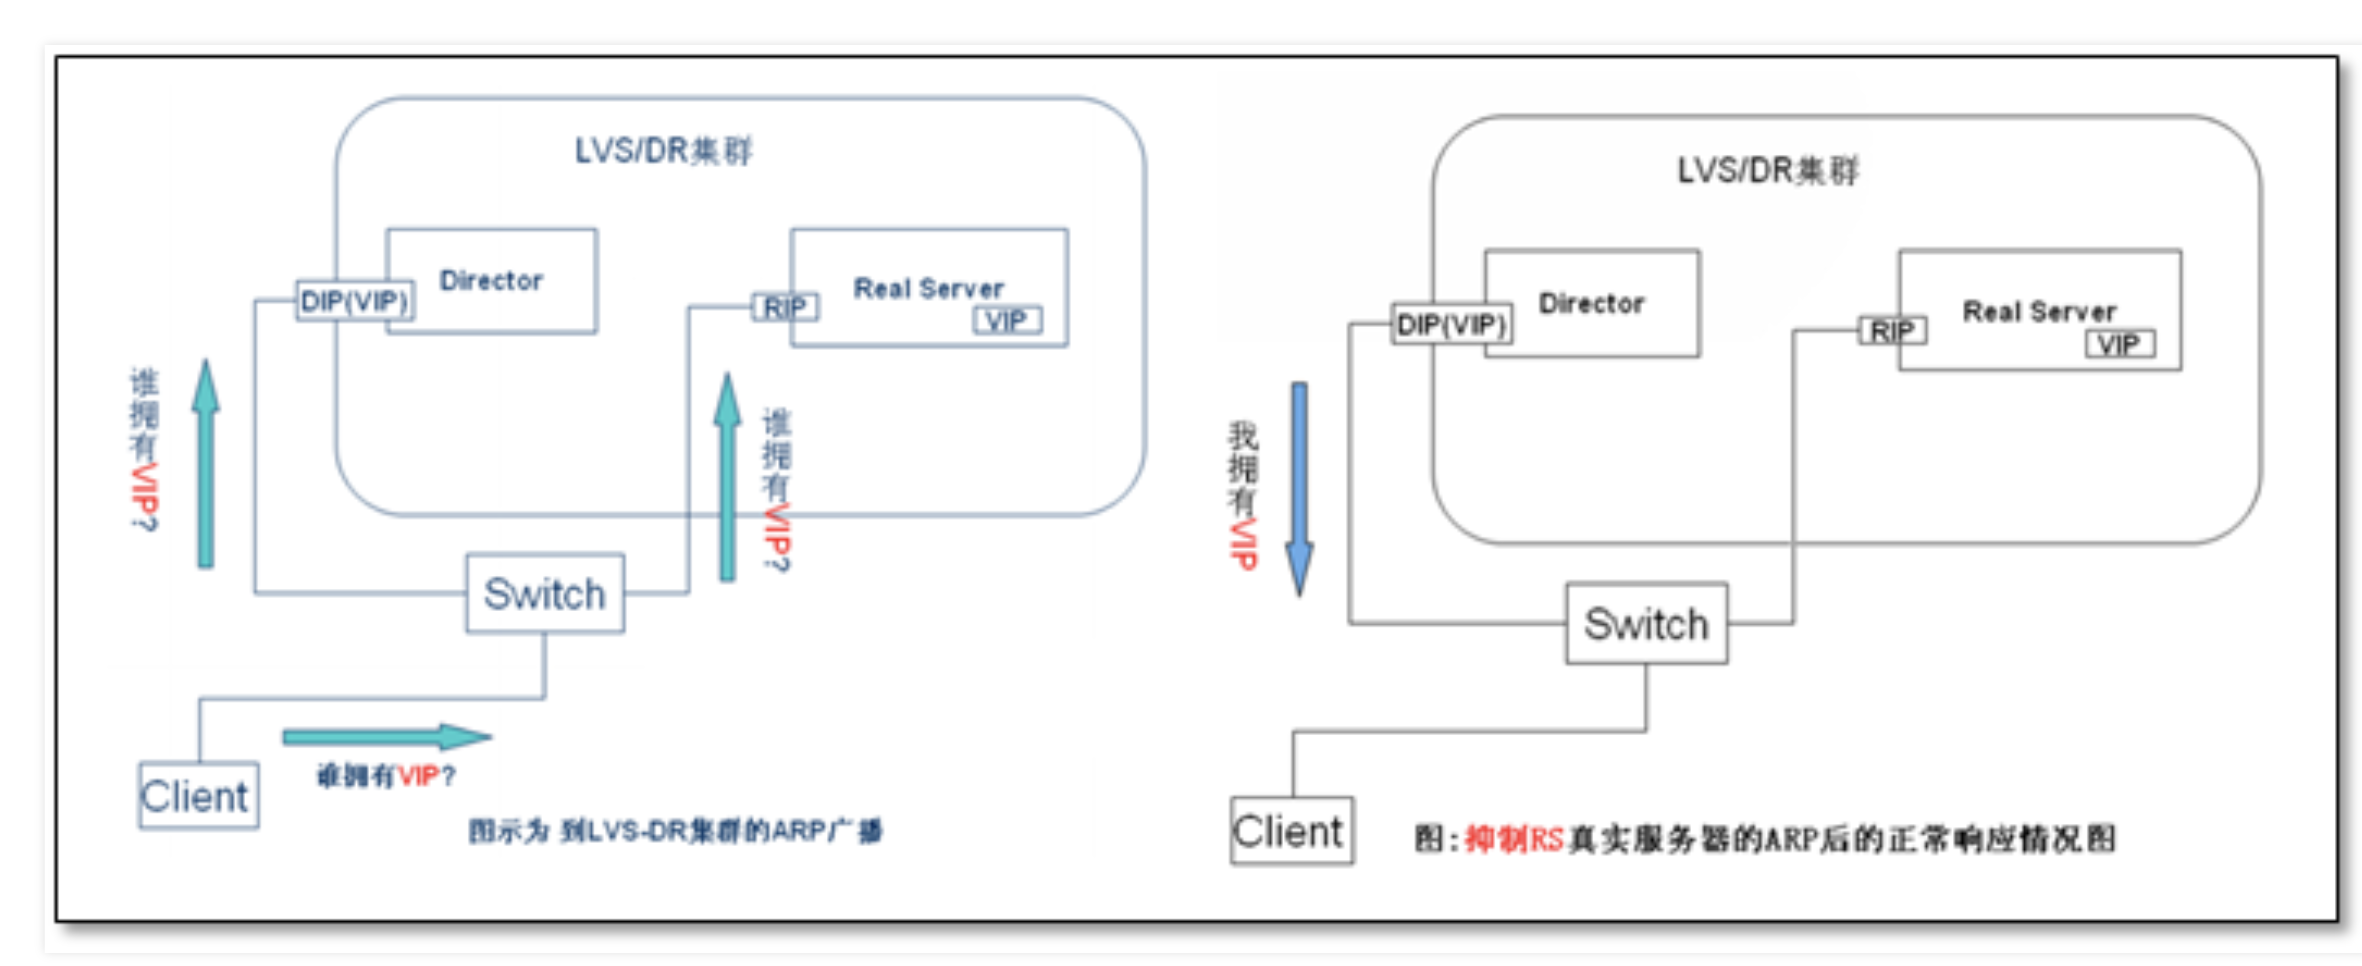 LVS/DR集群
Director
DIP(VIP)
Real Server
RIP
VIP
谁拥有VIP?
谁拥有VIP?
Switch
Client
谁拥有VIP?
图示为 到LVS-DR集群的ARP广播
LVS/DR集群
Director
DIP(VIP)
Real Server
RIP
VIP
我拥有VIP
Switch
Client
图:抑制RS真实服务器的ARP后的正常响应情况图